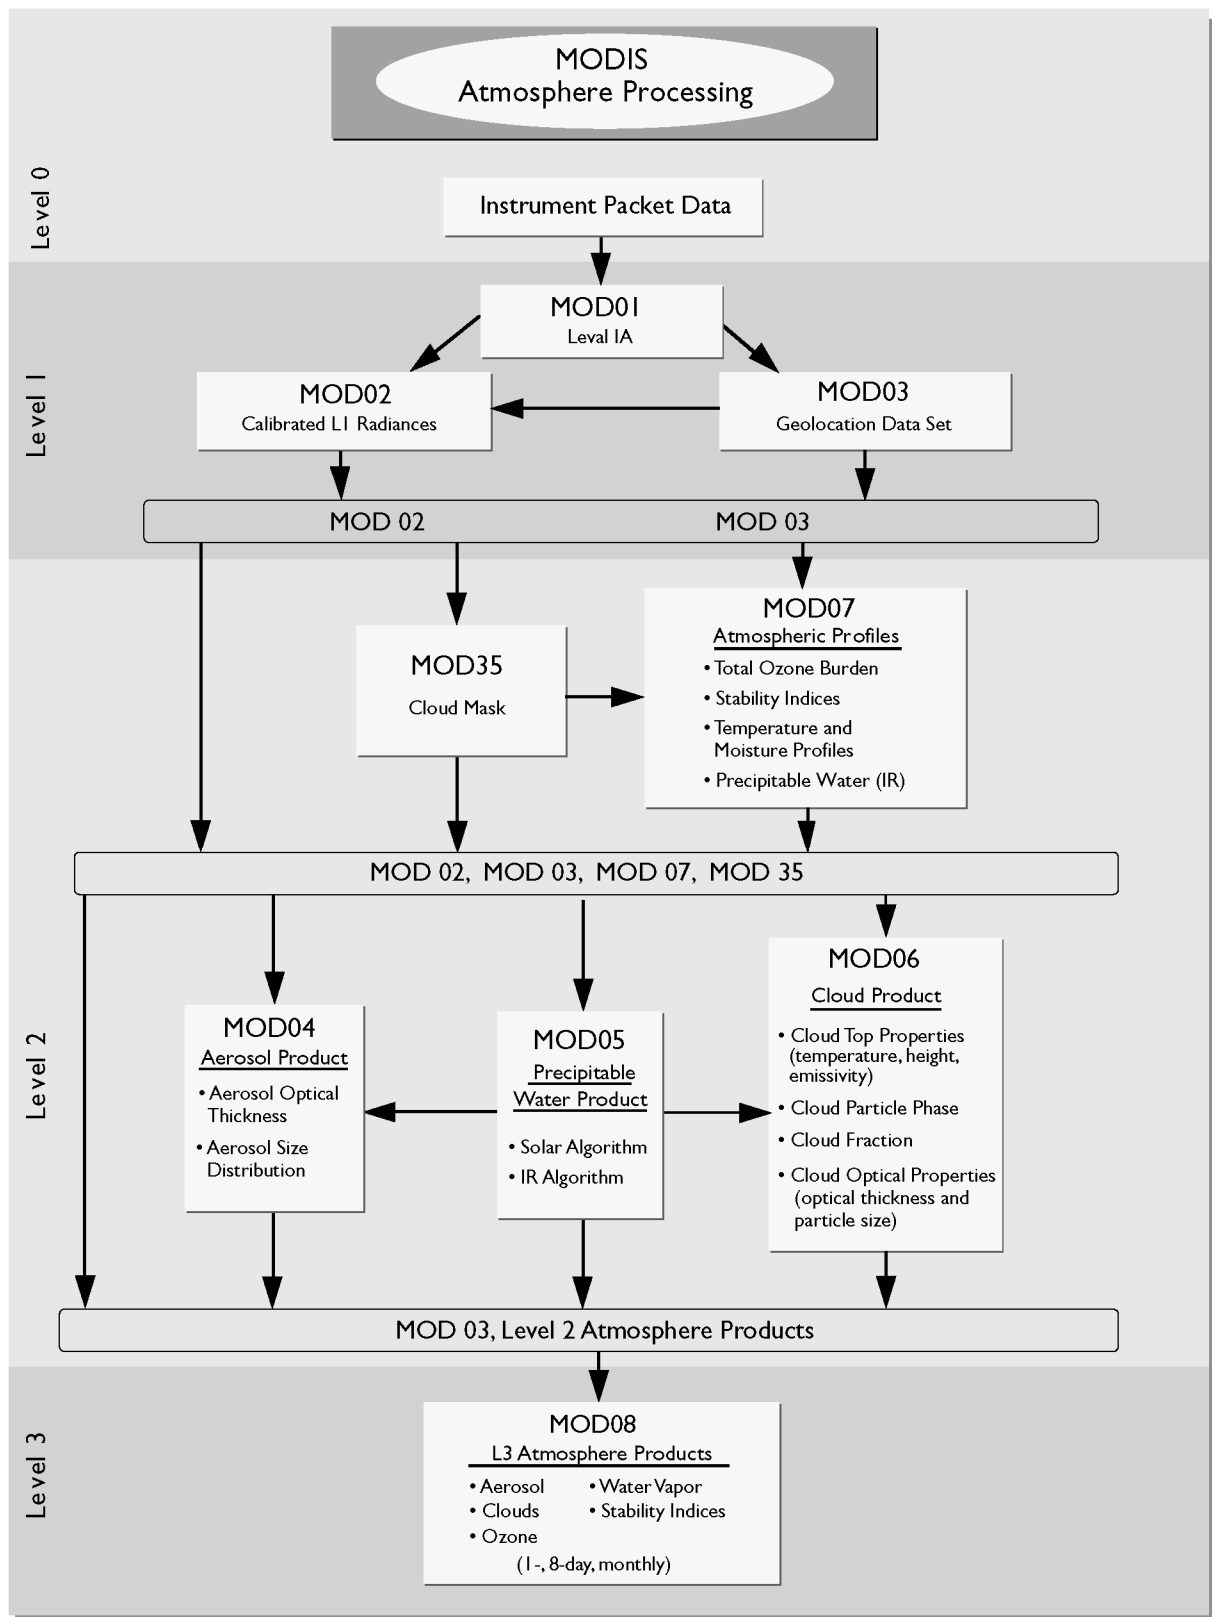 MODIS
Atmosphere Processing
Level 0
Instrument Packet Data
Level 1
MOD01
Leval IA
MOD02
Calibrated L1 Radiances
MOD03
Geolocation Data Set
MOD 02
MOD 03
Level 2
MOD35
Cloud Mask
MOD07
Atmospheric Profiles
• Total Ozone Burden
• Stability Indices
• Temperature and
Moisture Profiles
• Precipitable Water (IR)
MOD 02, MOD 03, MOD 07, MOD 35
MOD04
Aerosol Product
• Aerosol Optical
Thickness
• Aerosol Size
Distribution
MOD05
Precipitable
Water Product
• Solar Algorithm
• IR Algorithm
MOD06
Cloud Product
• Cloud Top Properties
(temperature, height,
emissivity)
• Cloud Particle Phase
• Cloud Fraction
• Cloud Optical Properties
(optical thickness and
particle size)
MOD 03, Level 2 Atmosphere Products
Level 3
MOD08
L3 Atmosphere Products
• Aerosol
• Clouds
• Ozone
• Water Vapor
• Stability Indices
(1-, 8-day, monthly)